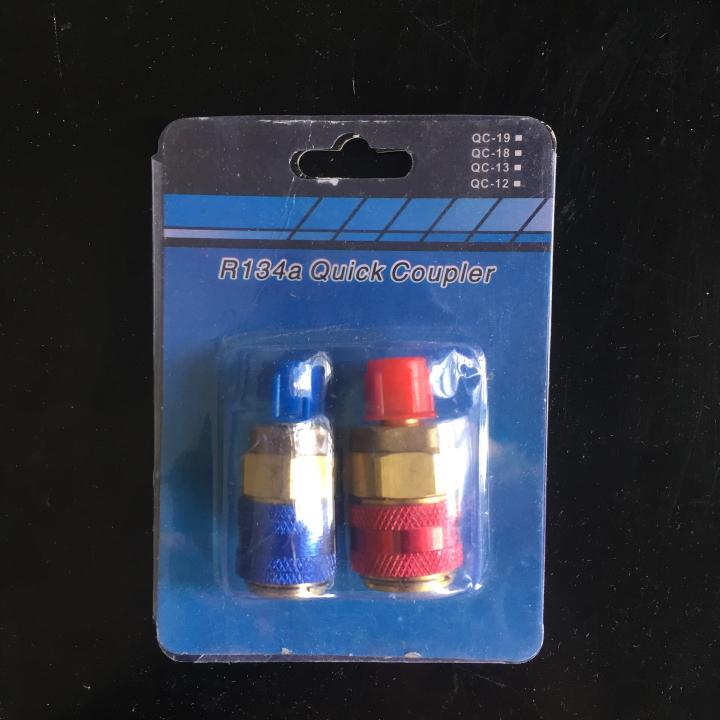 QC-19 ■
QC-18 ■
QC-13 ■
QC-12 ■
R134a Quick Coupler